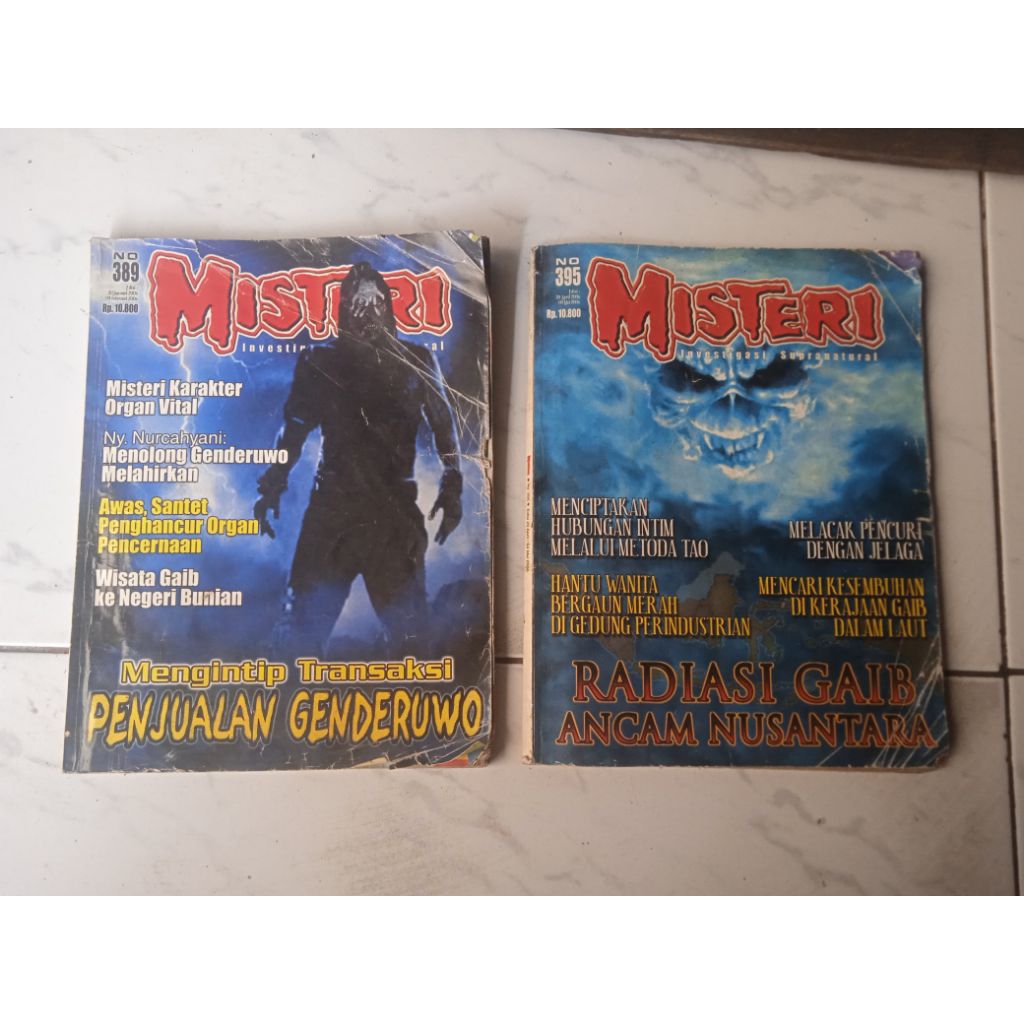 NO
389
Rp. 10.800
MISTERI
Misteri Karakter
Organ Vital
Ny. Nurcahyani:
Menolong Genderuwo
Melahirkan
Awas, Santet
Penghancur Organ
Pencernaan
Wisata Gaib
ke Negeri Bunian
Mengintip Transaksi
PENJUALAN GENDERUWO
NO
395
Rp. 10.800
MISTERI
Investigasi Supranatural
MENCIPTAKAN
HUBUNGAN INTIM
MELALUI METODA TAO
MELACAK PENCURI
DENGAN JELAGA
HANTU WANITA
BERGAUN MERAH
DI GEDUNG PERINDUSTRIAN
MENCARI KESEMBUHAN
DI KERAJAAN GAIB
DALAM LAUT
RADIASI GAIB
ANCAM NUSANTARA